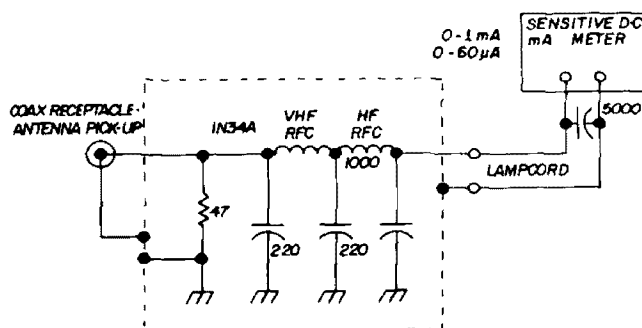 SENSITIVE D-C
mA METER
0-1mA
0-60µA
5000
COAX RECEPTACLE-
ANTENNA PICK-UP
1N34A
VHF
RFC
HF
RFC
1000
LAMPCORD
47
220
220